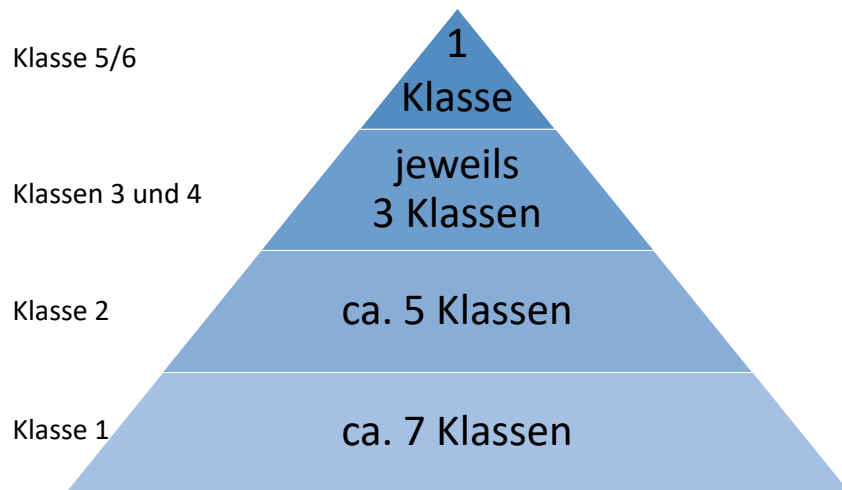 Klasse 5/6
1
Klasse
Klassen 3 und 4
jeweils
3 Klassen
Klasse 2
ca. 5 Klassen
Klasse 1
ca. 7 Klassen